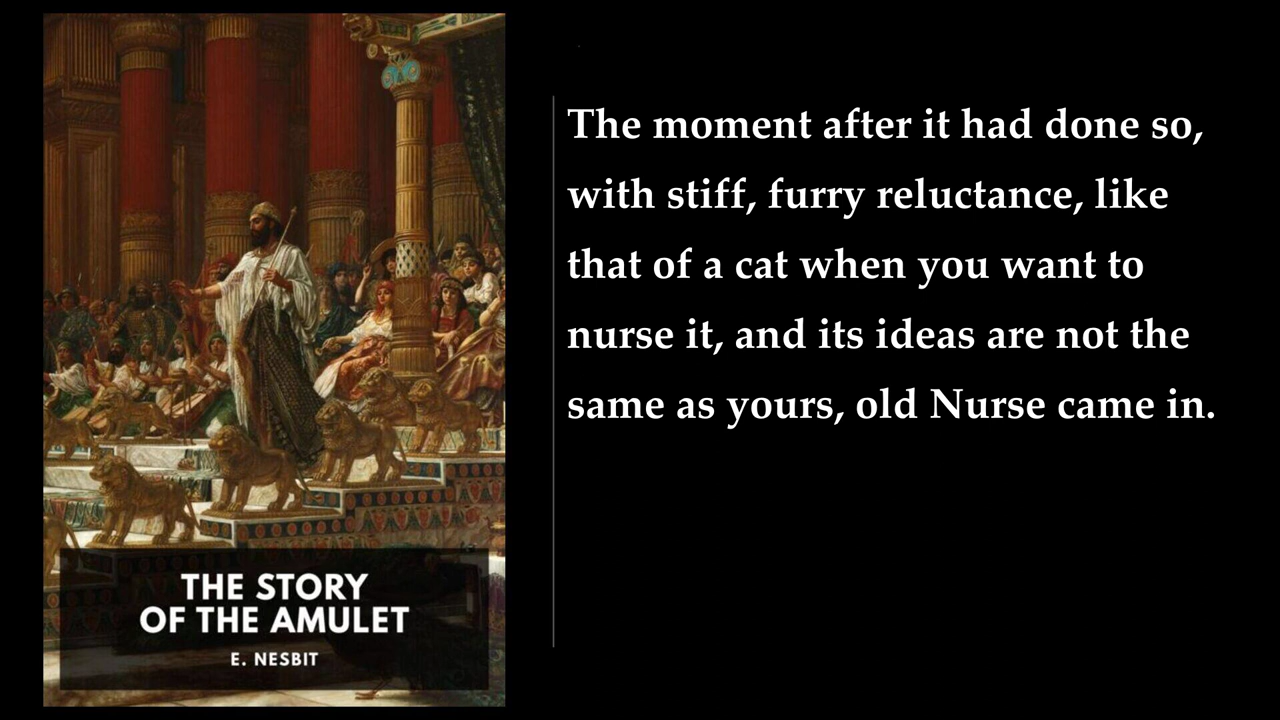 The moment after it had done so,
with stiff, furry reluctance, like
that of a cat when you want to
nurse it, and its ideas are not the
same as yours, old Nurse came in.
THE STORY
OF THE AMULET
E. NESBIT